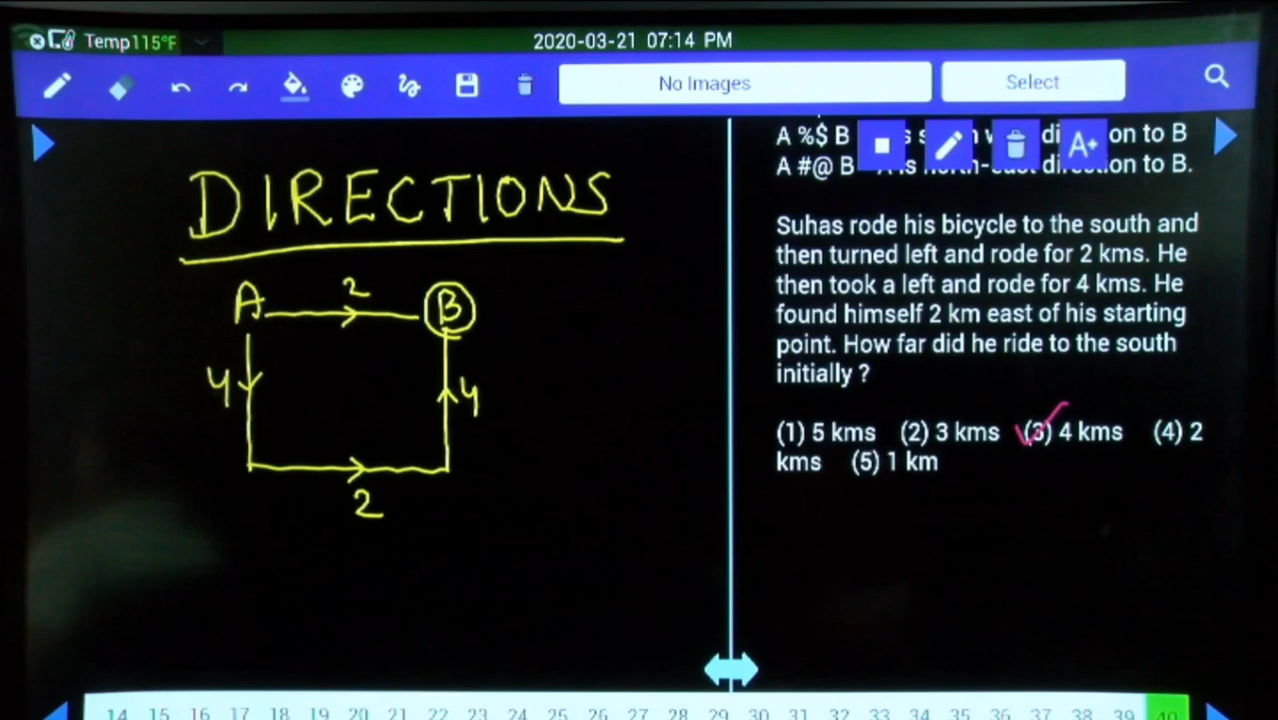 Temp115°F
2020-03-21 07:14 PM
No Images
Select
A+
A %$ B on to B
A #@ B on to B.
DIRECTIONS
Suhas rode his bicycle to the south and
then turned left and rode for 2 kms. He
then took a left and rode for 4 kms. He
found himself 2 km east of his starting
point. How far did he ride to the south
initially ?
A 2 B
4 4
2
(1) 5 kms (2) 3 kms (3) 4 kms (4) 2
kms (5) 1 km
14 15 16 17 18 19 20 21 22 23 24 25 26 27 28 29 30 31 32 33 34 35 36 37 38 39 40